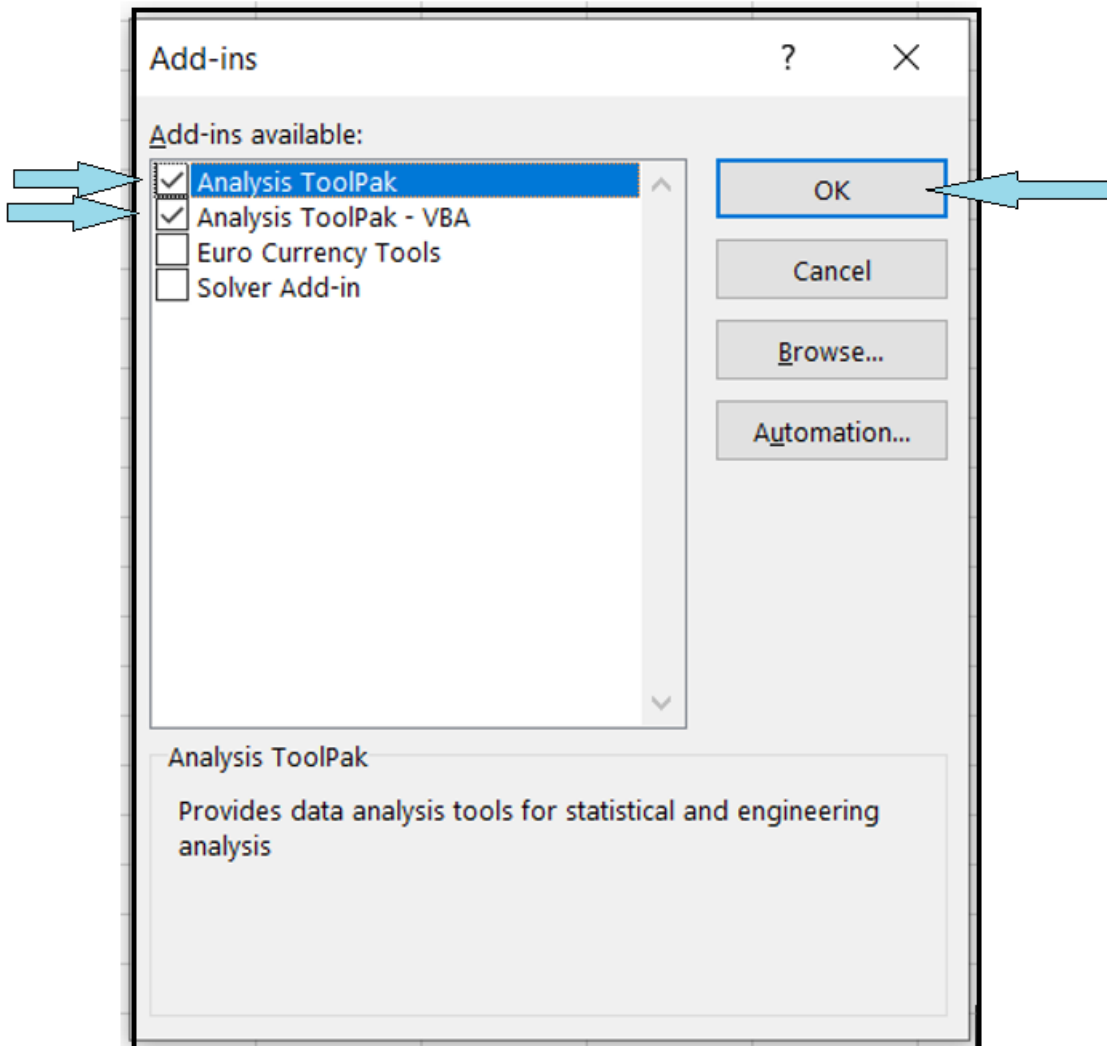 Add-ins ?
Add-ins available:
Analysis ToolPak
Analysis ToolPak - VBA
Euro Currency Tools
Solver Add-in
OK
Cancel
Browse...
Automation...
Analysis ToolPak
Provides data analysis tools for statistical and engineering
analysis